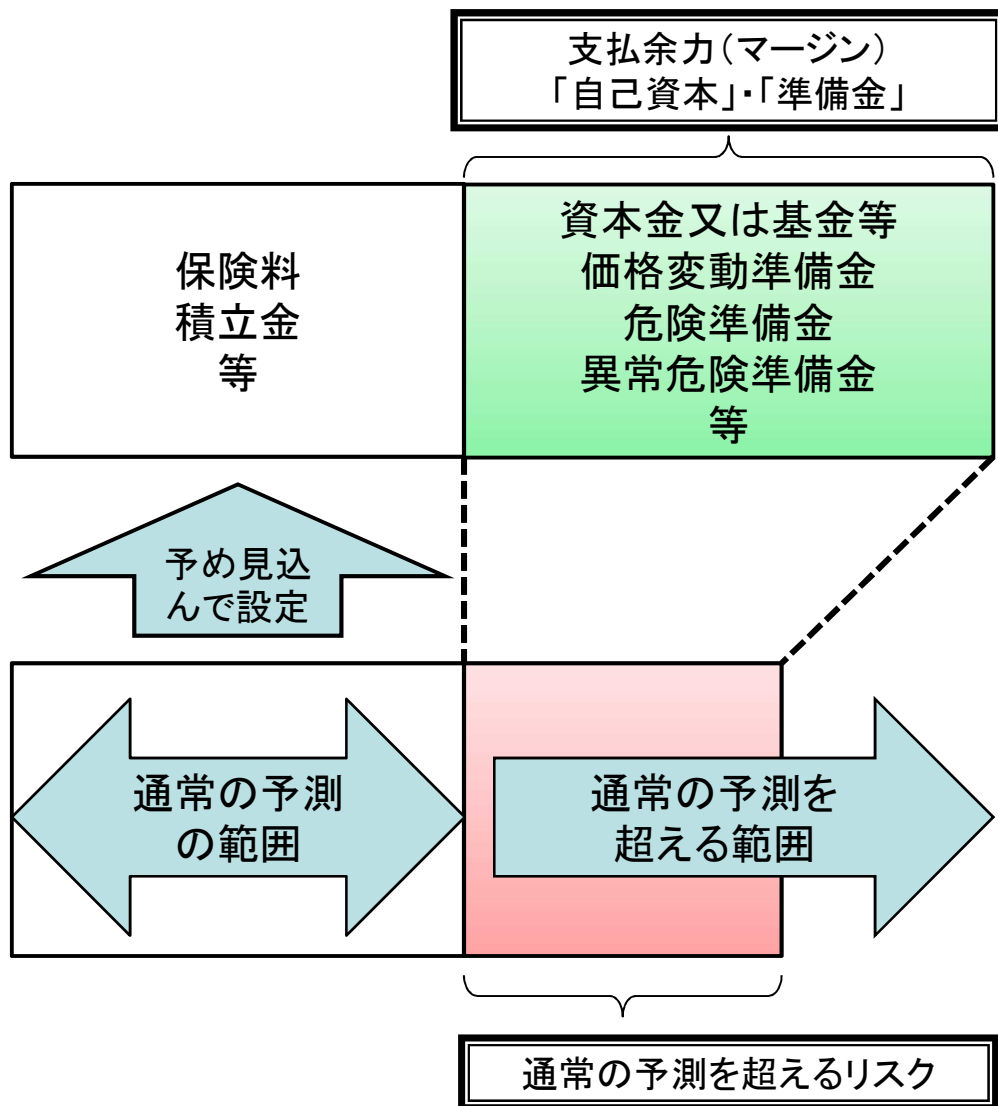 支払余力（マージン）
「自己資本」・「準備金」
保険料
積立金
等
資本金又は基金等
価格変動準備金
危険準備金
異常危険準備金
等
予め見込
んで設定
通常の予測
の範囲
通常の予測を
超える範囲
通常の予測を超えるリスク